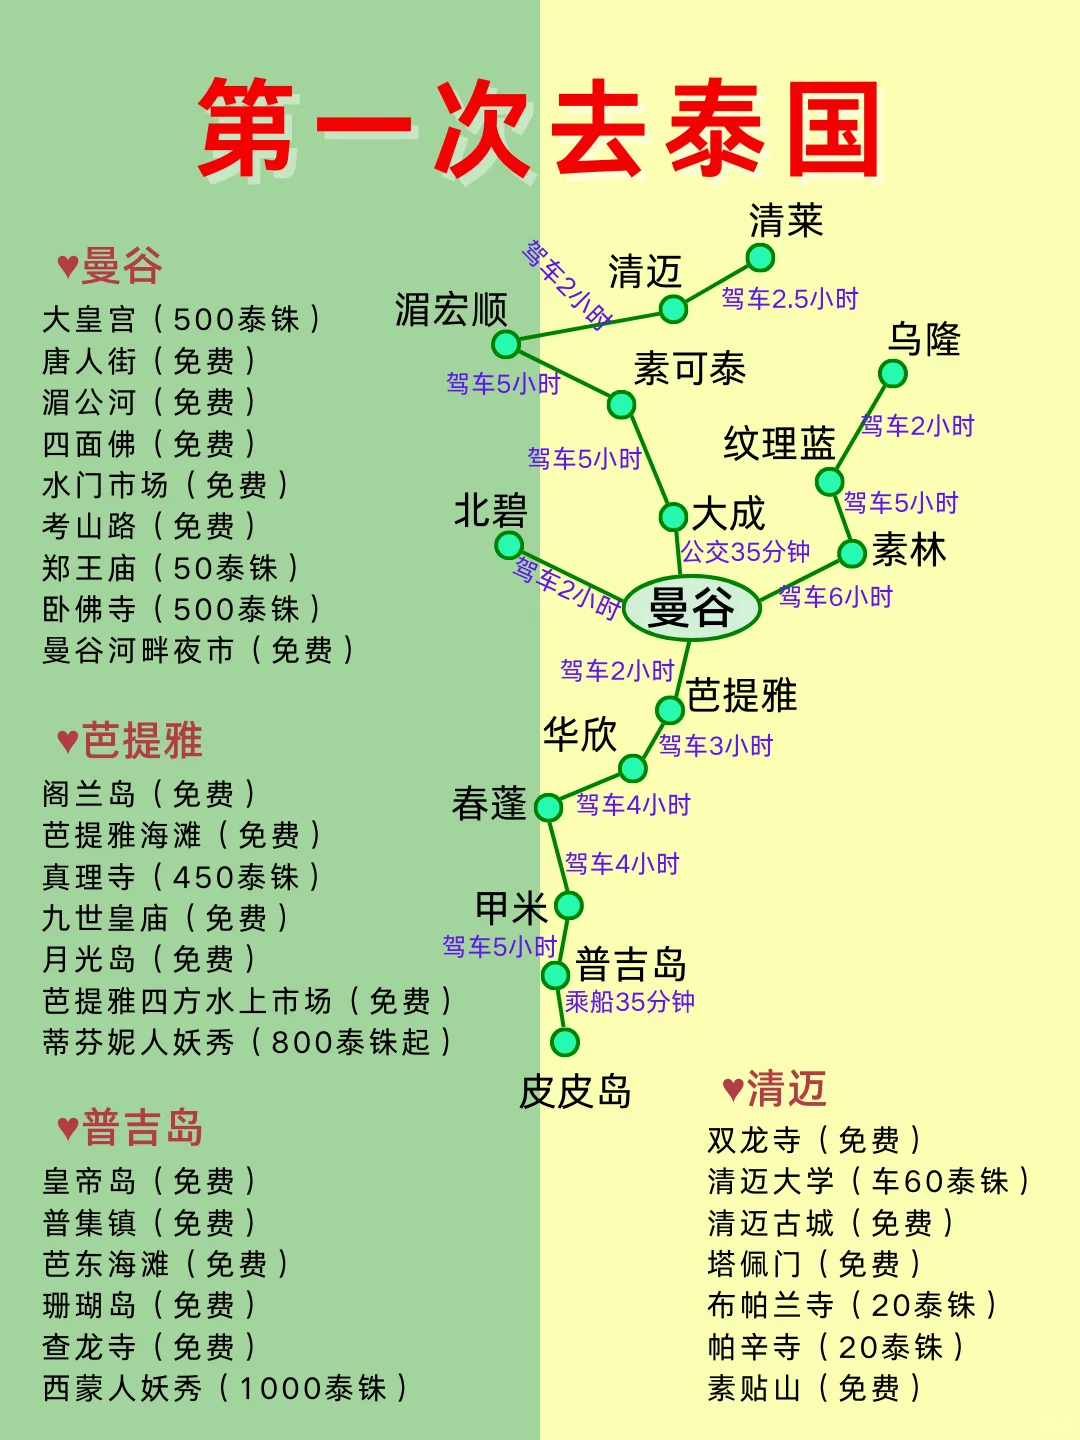 第一次去泰国
♥曼谷
大皇宫（500泰铢）
唐人街（免费）
湄公河（免费）
四面佛（免费）
水门市场（免费）
考山路（免费）
郑王庙（50泰铢）
卧佛寺（500泰铢）
曼谷河畔夜市（免费）
♥芭提雅
阁兰岛（免费）
芭提雅海滩（免费）
真理寺（450泰铢）
九世皇庙（免费）
月光岛（免费）
芭提雅四方水上市场（免费）
蒂芬妮人妖秀（800泰铢起）
♥普吉岛
皇帝岛（免费）
普集镇（免费）
芭东海滩（免费）
珊瑚岛（免费）
查龙寺（免费）
西蒙人妖秀（1000泰铢）
清莱
驾车2.5小时
清迈
驾车2小时
湄宏顺
驾车5小时
素可泰
驾车5小时
大成
公交35分钟
乌隆
驾车2小时
纹理蓝
驾车5小时
素林
驾车6小时
北碧
驾车2小时
曼谷
驾车2小时
芭提雅
驾车3小时
华欣
驾车4小时
春蓬
驾车4小时
甲米
驾车5小时
普吉岛
乘船35分钟
皮皮岛
♥清迈
双龙寺（免费）
清迈大学（车60泰铢）
清迈古城（免费）
塔佩门（免费）
布帕兰寺（20泰铢）
帕辛寺（20泰铢）
素贴山（免费）